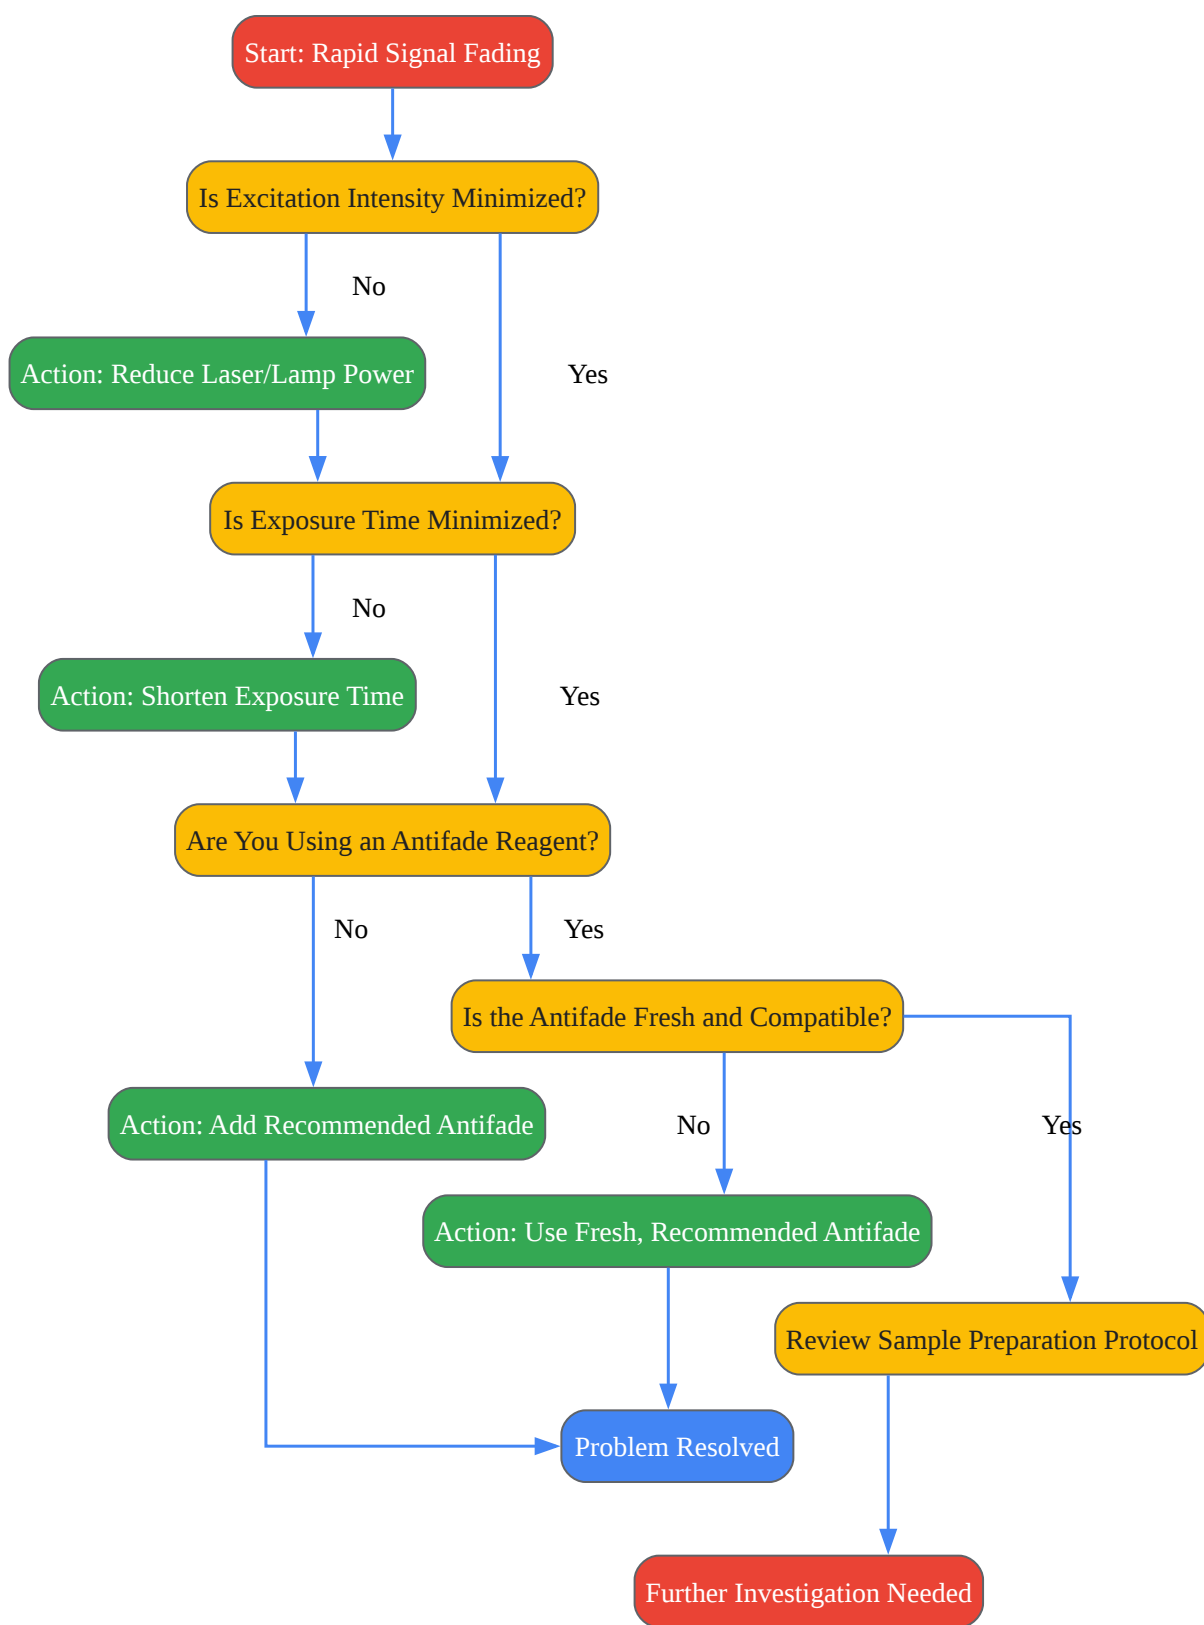 Start: Rapid Signal Fading
Is Excitation Intensity Minimized?
No
Action: Reduce Laser/Lamp Power
Yes
Is Exposure Time Minimized?
No
Action: Shorten Exposure Time
Yes
Are You Using an Antifade Reagent?
No
Yes
Is the Antifade Fresh and Compatible?
Action: Add Recommended Antifade
No
Yes
Action: Use Fresh, Recommended Antifade
Review Sample Preparation Protocol
Problem Resolved
Further Investigation Needed